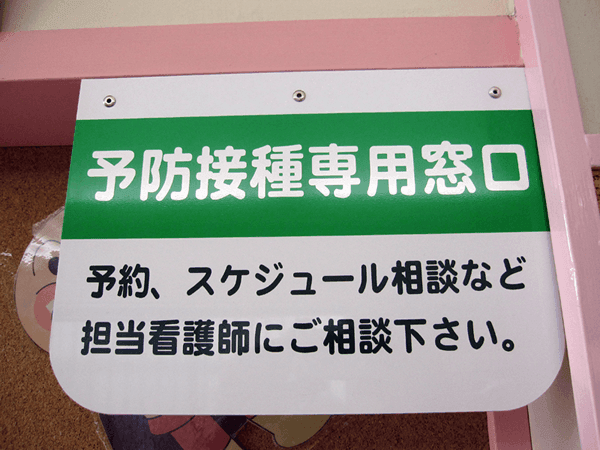 予防接種専用窓口
予約、スケジュール相談など
担当看護師にご相談下さい。